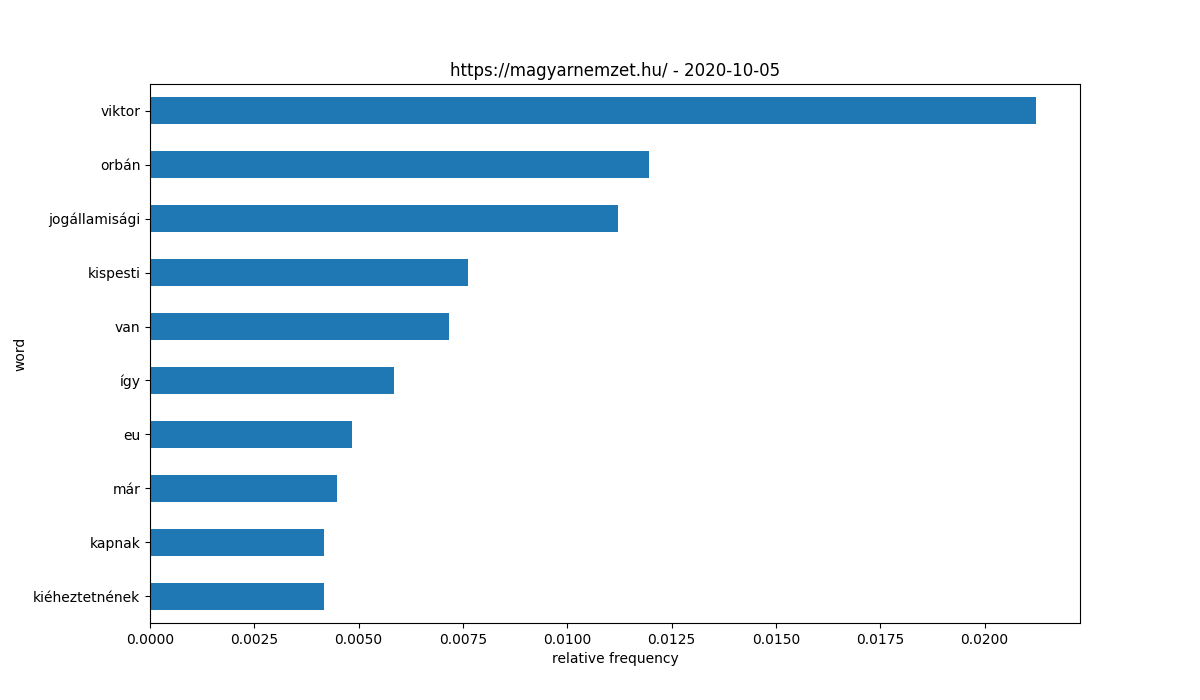 https://magyarnemzet.hu/ - 2020-10-05
word
viktor
orbán
jogállamisági
kispesti
van
így
eu
már
kapnak
kiéheztetnének
0.0000 0.0025 0.0050 0.0075 0.0100 0.0125 0.0150 0.0175 0.0200
relative frequency